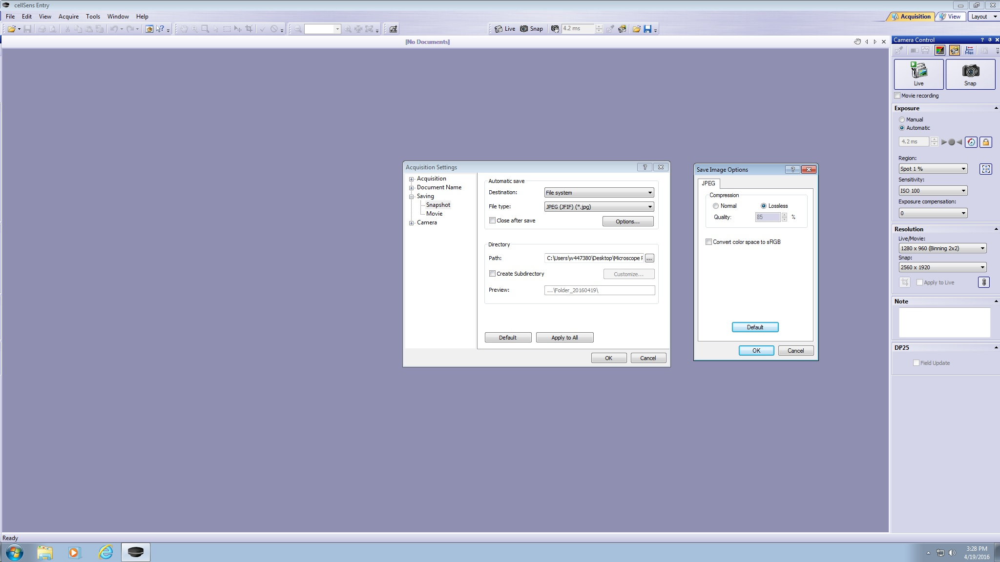 cellSens Entry
File Edit View Acquire Tools Window Help
Acquisition View Layout
Live Snap 4.2 ms
[No Documents]
Camera Control
Max
Live Snap
Movie recording
Exposure
Manual
Automatic
4.2 ms
Region:
Spot 1 %
Sensitivity:
ISO 100
Exposure compensation:
0
Resolution
Live/Movie:
1280 x 960 (Binning 2x2)
Snap:
2560 x 1920
Apply to Live
Note
DP25
Field Update
Acquisition Settings
Acquisition
Document Name
Saving
Snapshot
Movie
Camera
Automatic save
Destination: File system
File type: JPEG (JFIF) (*.jpg)
Close after save Options...
Directory
Path: C:\Users\w447380\Desktop\Microscope ...
Create Subdirectory Customize...
Preview: ...\Folder_20160419\
Default Apply to All
OK Cancel
Save Image Options
JPEG
Compression
Normal Lossless
Quality: 85 %
Convert color space to sRGB
Default
OK Cancel
Ready
3:28 PM
4/19/2016